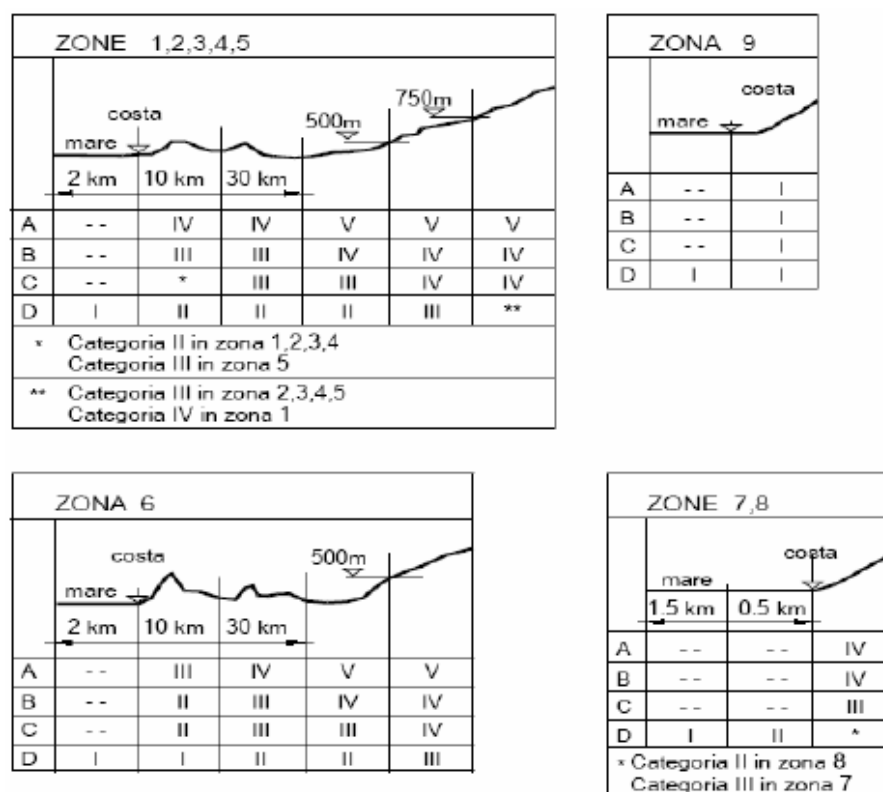 ZONE 1,2,3,4,5
costa
mare
500m
750m
2 km 10 km 30 km
A -- IV IV V V V
B -- III III IV IV IV
C -- * III III IV IV
D I II II II III **
* Categoria II in zona 1,2,3,4
Categoria III in zona 5
** Categoria III in zona 2,3,4,5
Categoria IV in zona 1
ZONA 9
costa
mare
A -- I
B -- I
C -- I
D I I
ZONA 6
costa
500m
mare
2 km 10 km 30 km
A -- III IV V V
B -- II III IV IV
C -- II III III IV
D I I II II III
ZONE 7,8
costa
mare
1.5 km 0.5 km
A -- -- IV
B -- -- IV
C -- -- III
D I II *
* Categoria II in zona 8
Categoria III in zona 7